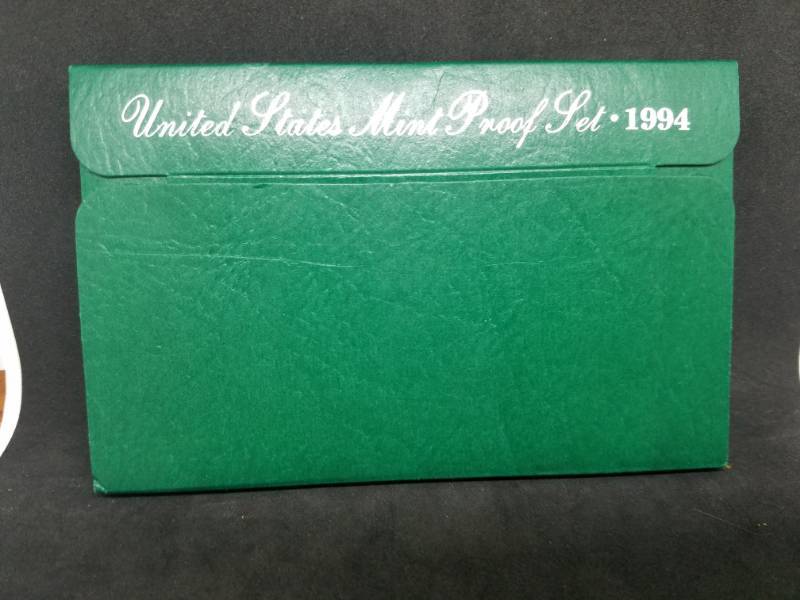 United States Mint Proof Set • 1994